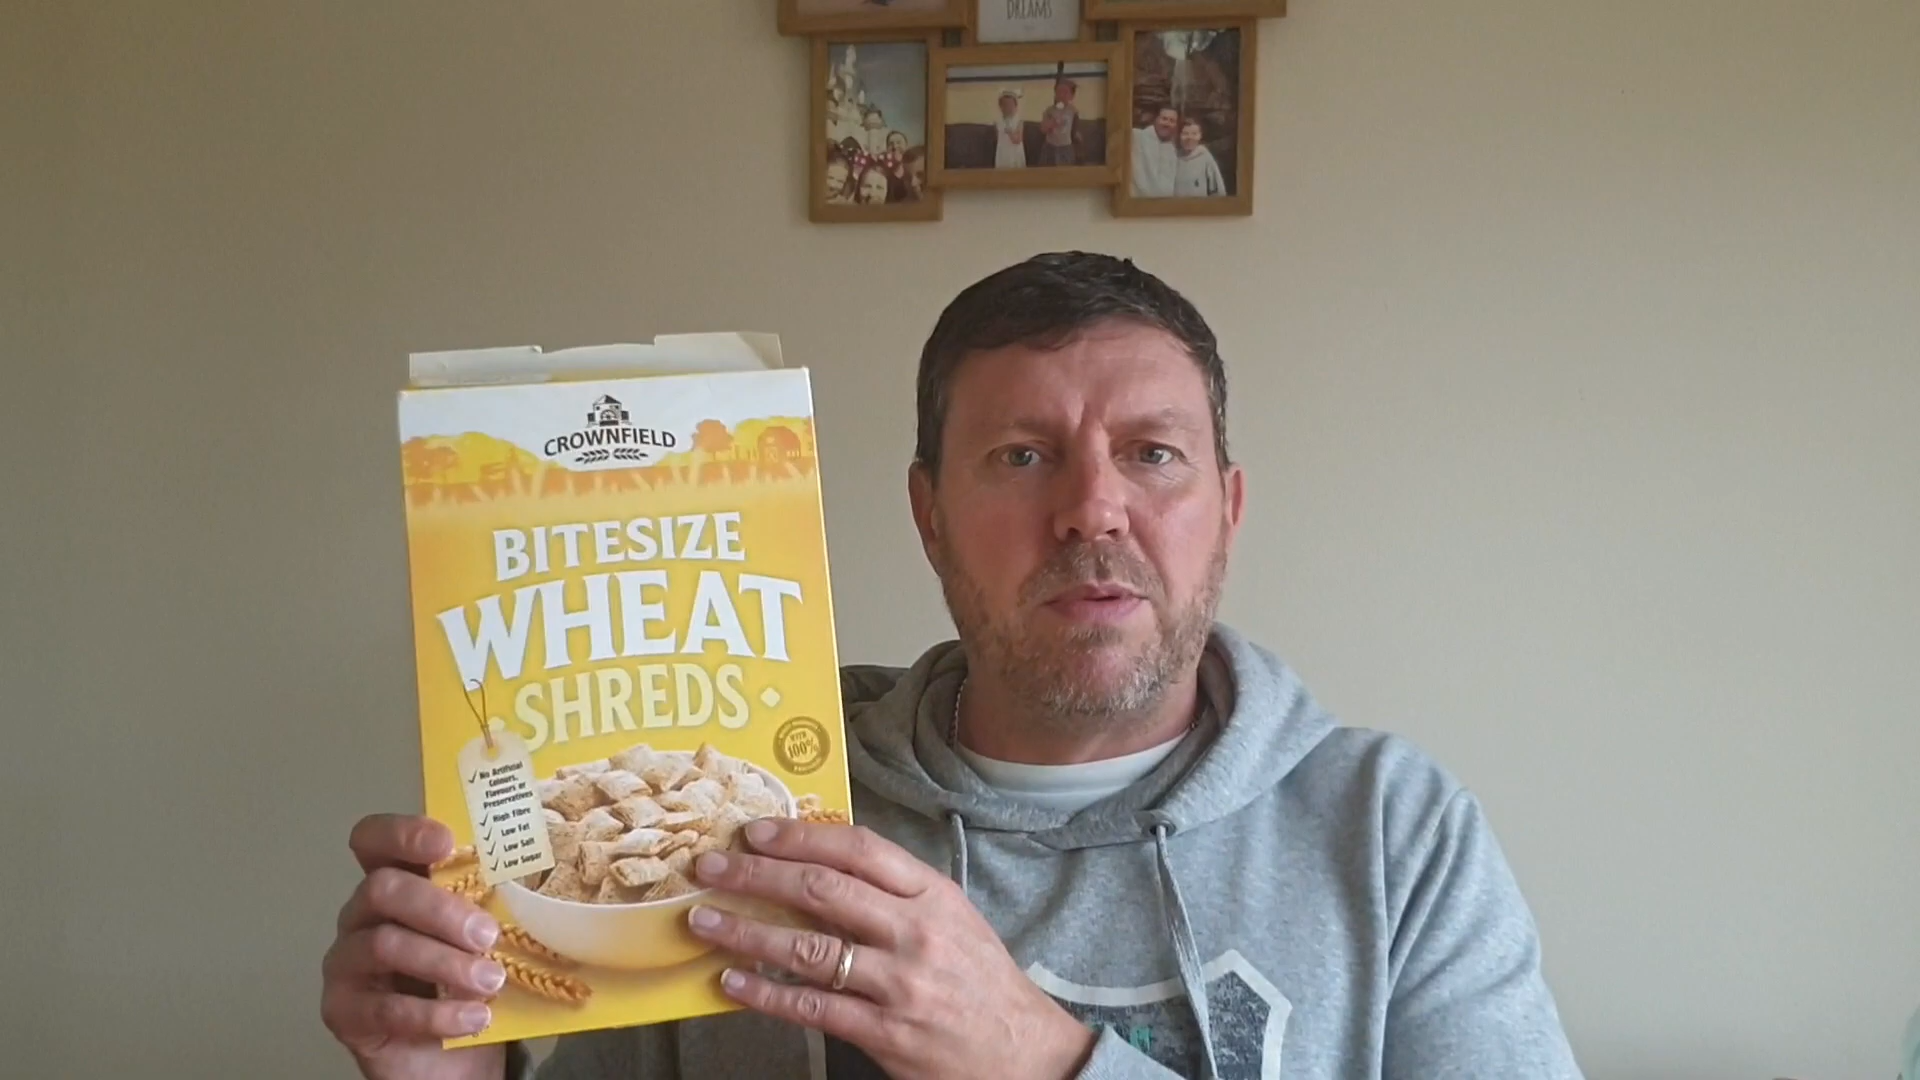 DREAMS
CROWNFIELD
BITESIZE
WHEAT
SHREDS
WITH
100%
No Artificial
Colours,
Flavours or
Preservatives
High Fibre
Low Fat
Low Salt
Low Sugar